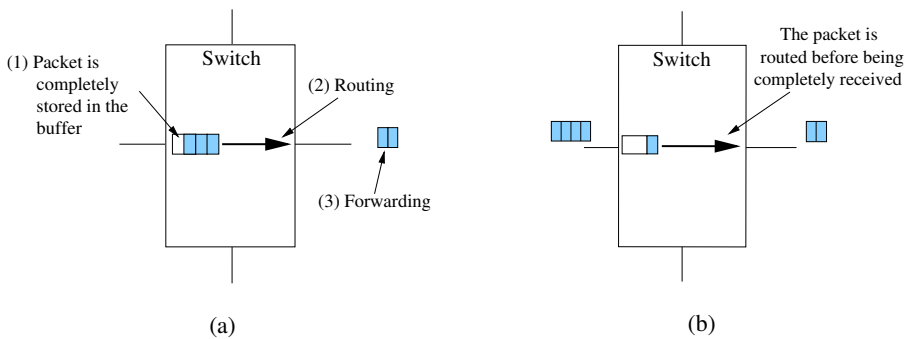 Switch
(1) Packet is
completely
stored in the
buffer
(2) Routing
(3) Forwarding
(a)
The packet is
routed before being
completely received
Switch
(b)